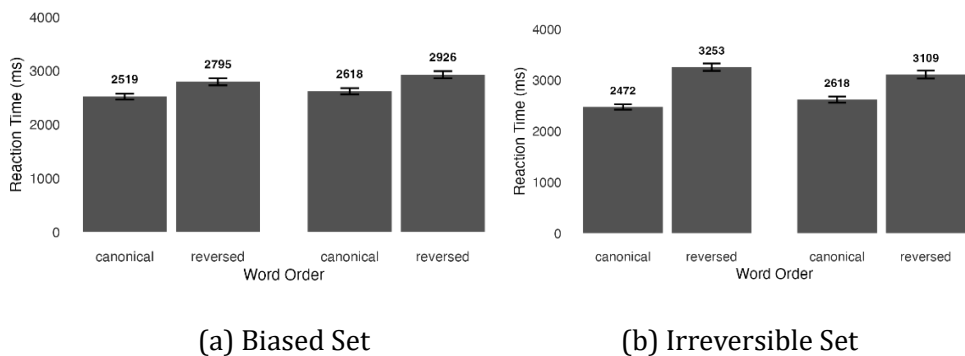 4000
3000
2000
1000
0
Reaction Time (ms)
2519
2795
2618
2926
canonical
reversed
canonical
reversed
Word Order
(a) Biased Set
4000
3000
2000
1000
0
Reaction Time (ms)
2472
3253
2618
3109
canonical
reversed
canonical
reversed
Word Order
(b) Irreversible Set